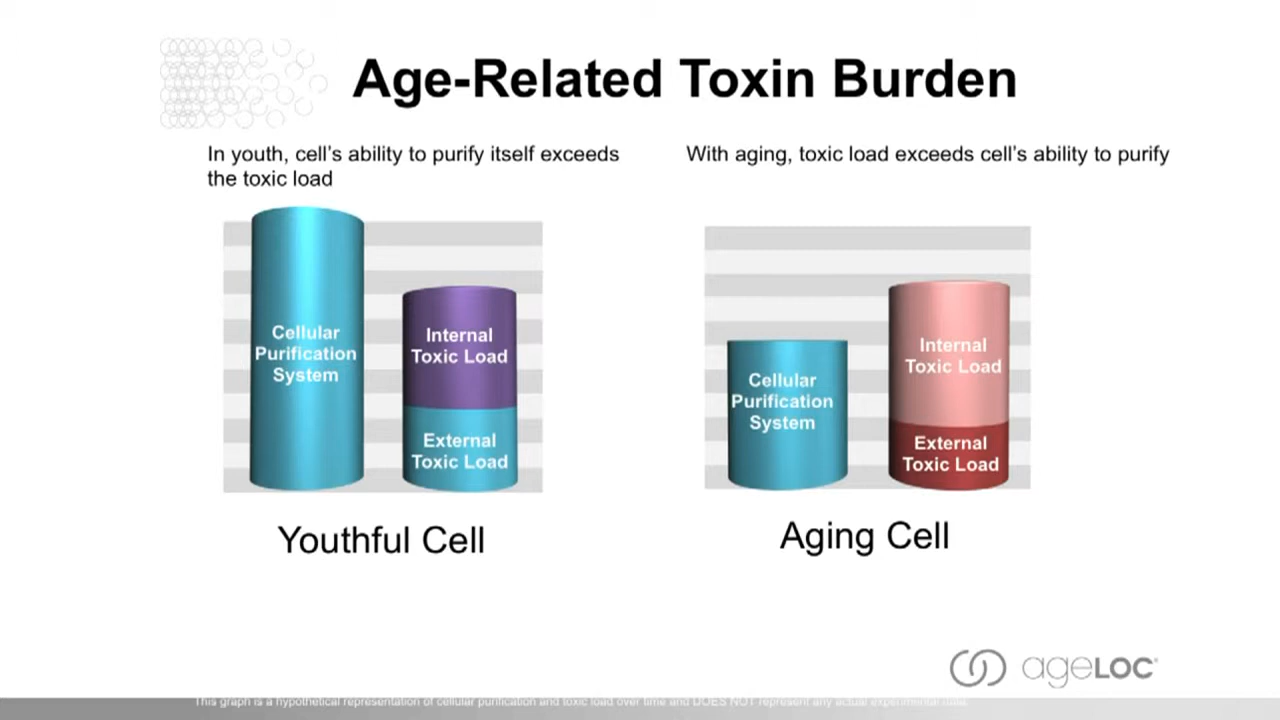 Age-Related Toxin Burden
In youth, cell's ability to purify itself exceeds
the toxic load
With aging, toxic load exceeds cell's ability to purify
Cellular
Purification
System
Internal
Toxic Load
External
Toxic Load
Youthful Cell
Cellular
Purification
System
Internal
Toxic Load
External
Toxic Load
Aging Cell
ageLOC®
This graph is a hypothetical representation of cellular purification and toxic load over time and DOES NOT represent any actual experimental data.